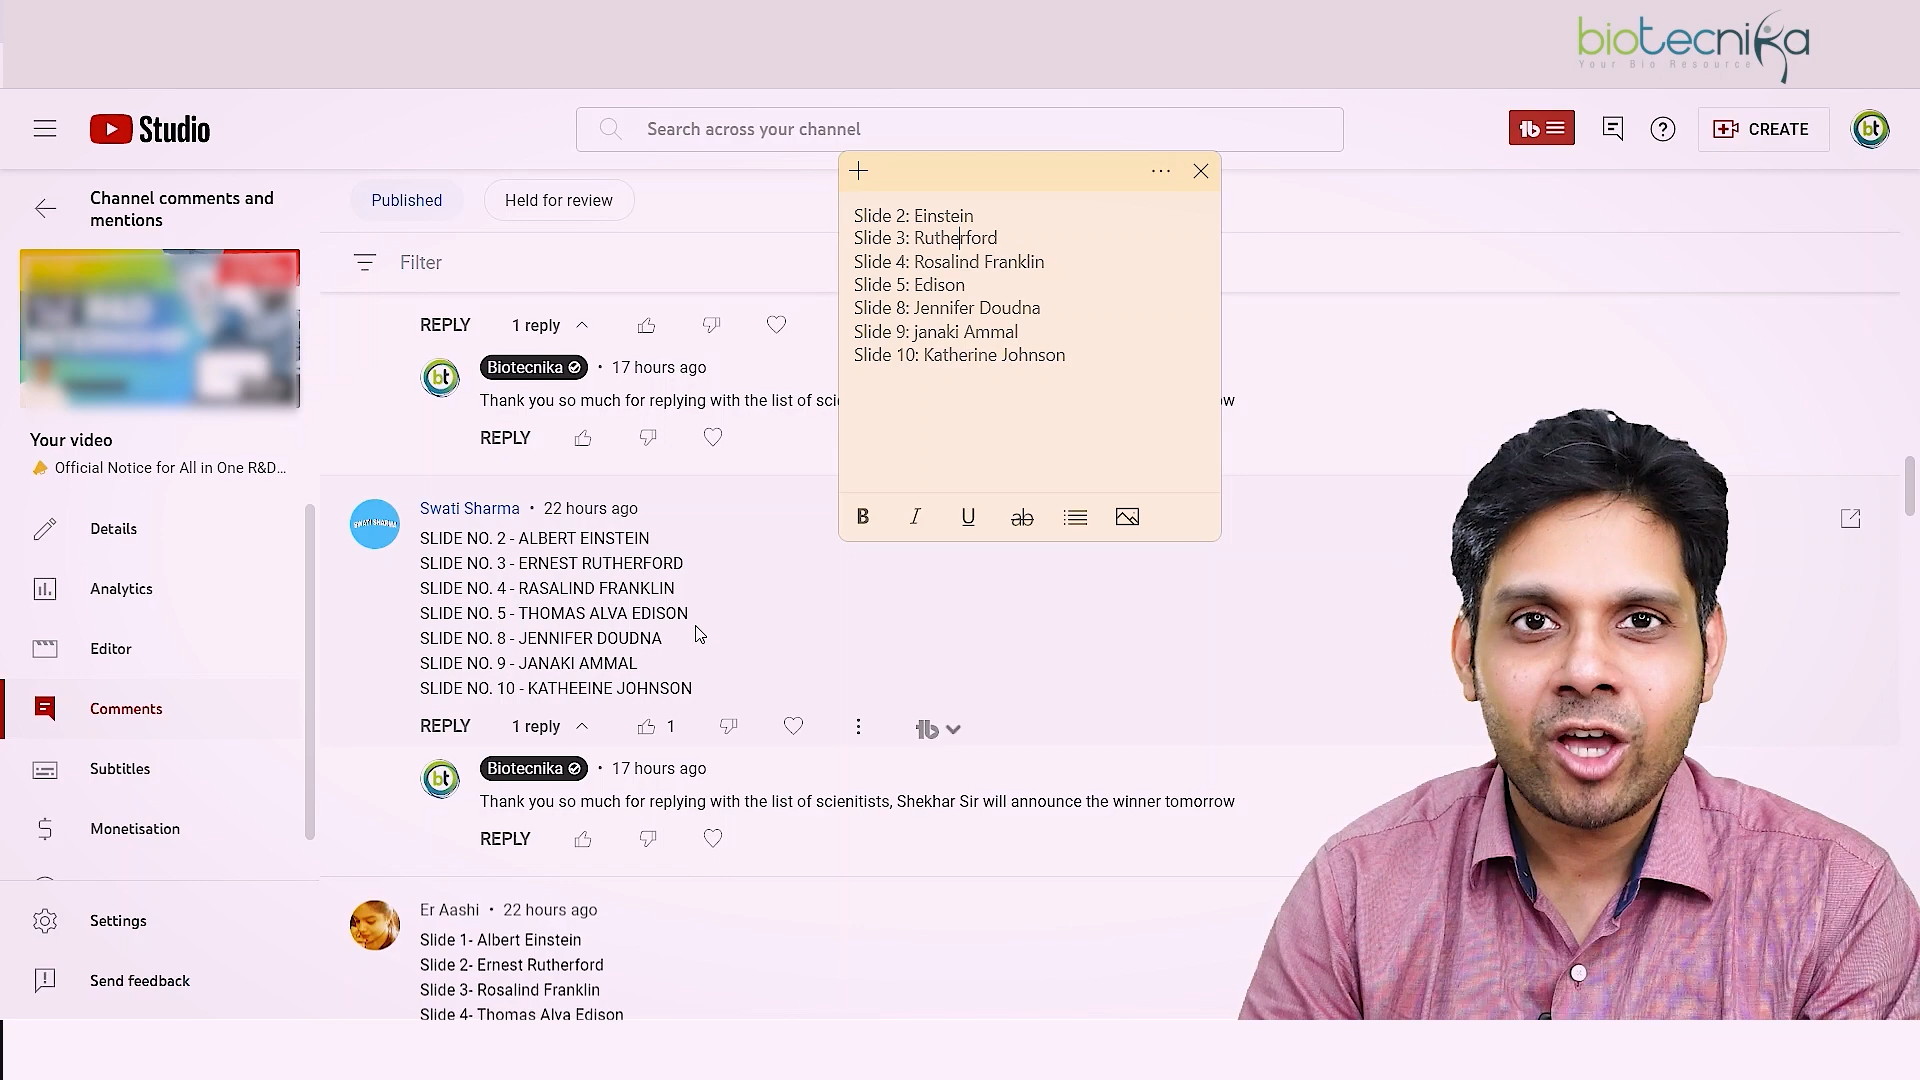 biotecnika
Your Bio Resource
Studio
Search across your channel
CREATE
Channel comments and
mentions
Published
Held for review
Filter
Slide 2: Einstein
Slide 3: Rutherford
Slide 4: Rosalind Franklin
Slide 5: Edison
Slide 8: Jennifer Doudna
Slide 9: janaki Ammal
Slide 10: Katherine Johnson
B I U ab
Your video
Official Notice for All in One R&D...
Details
Analytics
Editor
Comments
Subtitles
Monetisation
Settings
Send feedback
REPLY 1 reply
bt Biotecnika • 17 hours ago
Thank you so much for replying with the list of sci
REPLY
Swati Sharma • 22 hours ago
SLIDE NO. 2 - ALBERT EINSTEIN
SLIDE NO. 3 - ERNEST RUTHERFORD
SLIDE NO. 4 - RASALIND FRANKLIN
SLIDE NO. 5 - THOMAS ALVA EDISON
SLIDE NO. 8 - JENNIFER DOUDNA
SLIDE NO. 9 - JANAKI AMMAL
SLIDE NO. 10 - KATHEEINE JOHNSON
REPLY 1 reply 1
bt Biotecnika • 17 hours ago
Thank you so much for replying with the list of scienitists, Shekhar Sir will announce the winner tomorrow
REPLY
Er Aashi • 22 hours ago
Slide 1- Albert Einstein
Slide 2- Ernest Rutherford
Slide 3- Rosalind Franklin
Slide 4- Thomas Alva Edison